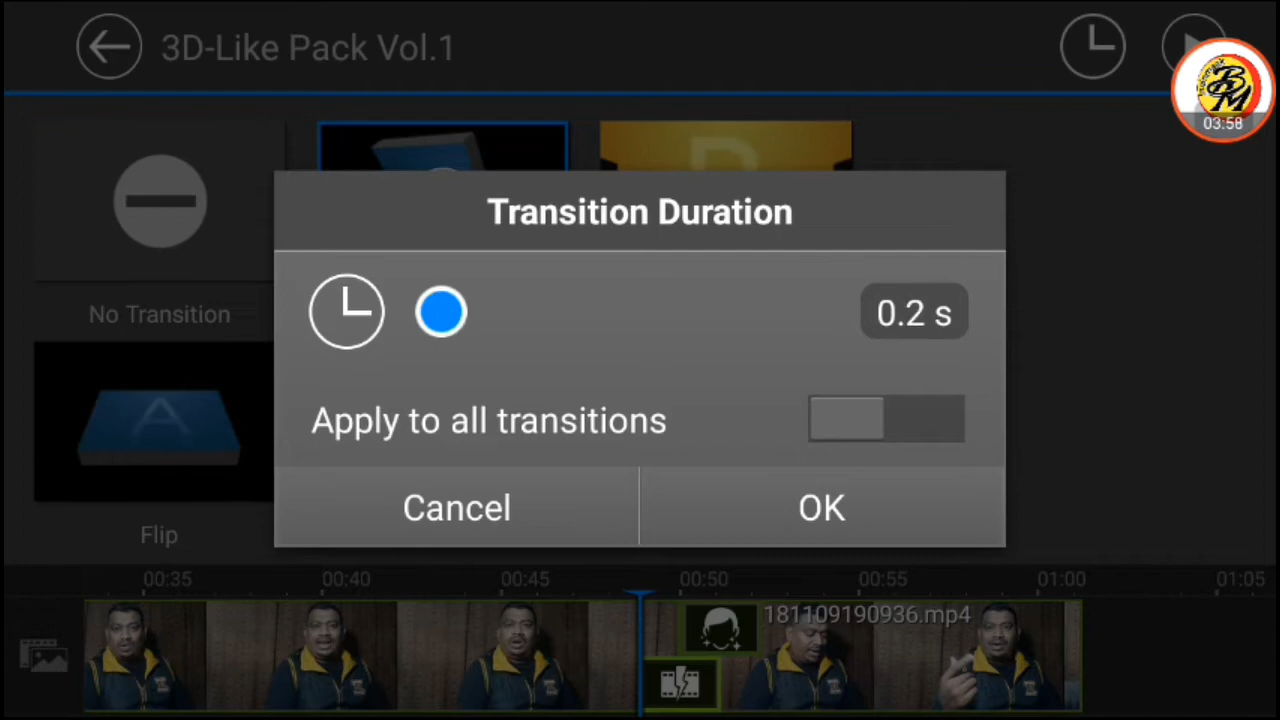 3D-Like Pack Vol.1
BM
03:58
B
Transition Duration
0.2 s
No Transition
Apply to all transitions
A
Cancel
OK
Flip
00:35
00:40
00:45
00:50
00:55
01:00
01:05
181109190936.mp4